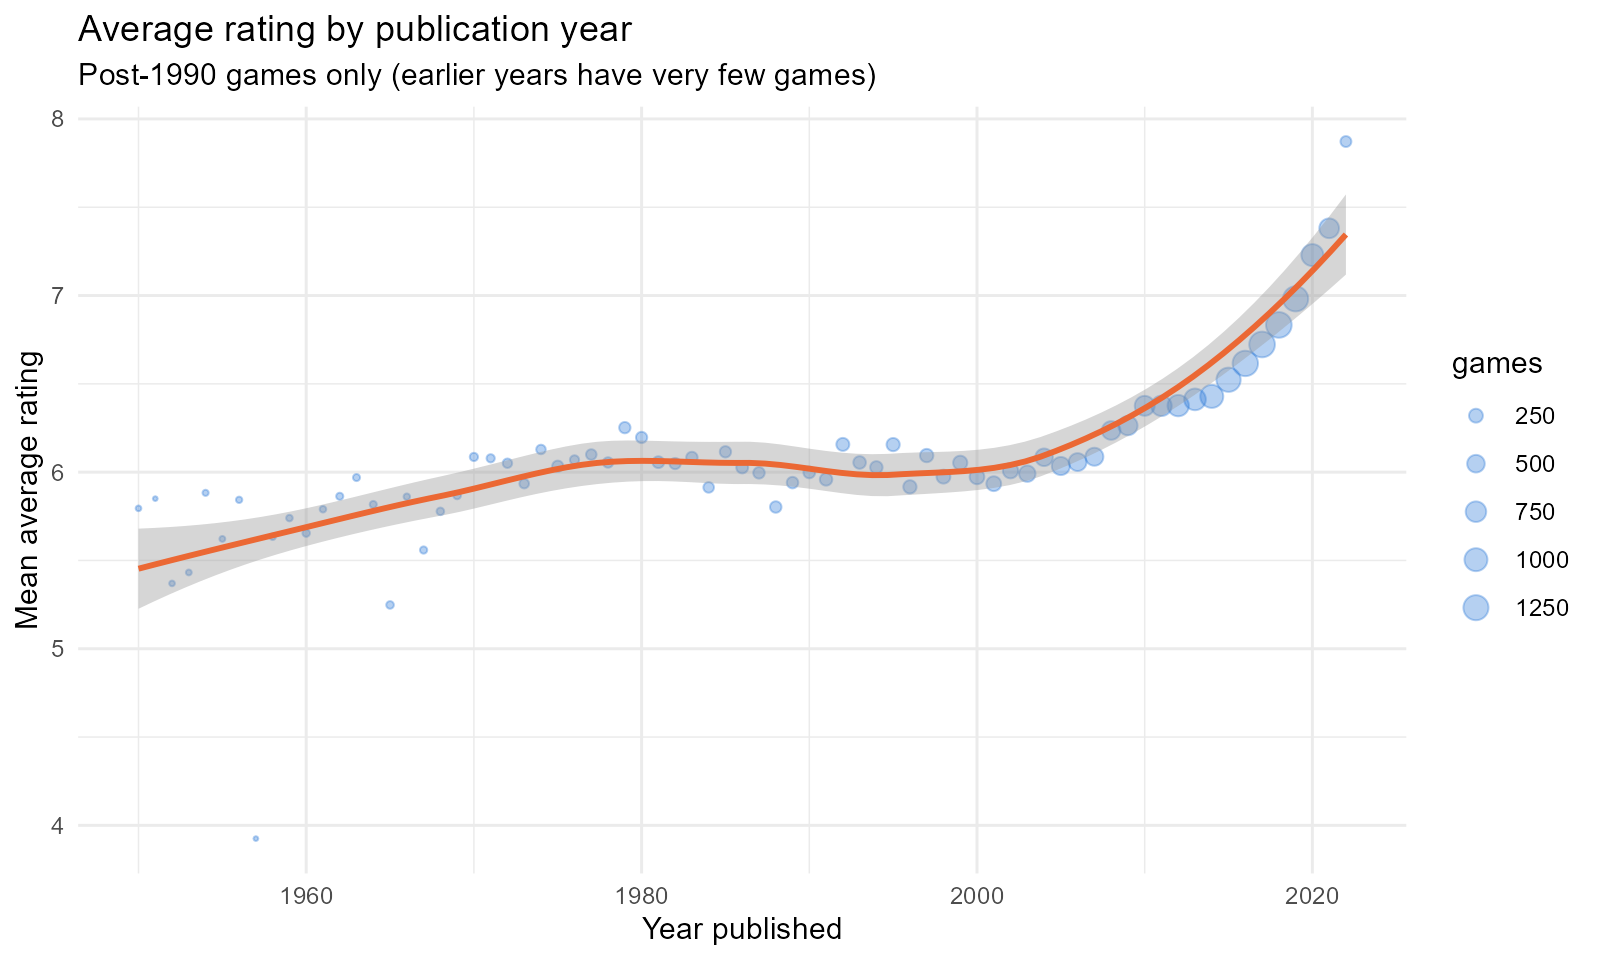 Average rating by publication year
Post-1990 games only (earlier years have very few games)
8
7
6
5
4
Mean average rating
1960
1980
2000
2020
Year published
games
250
500
750
1000
1250